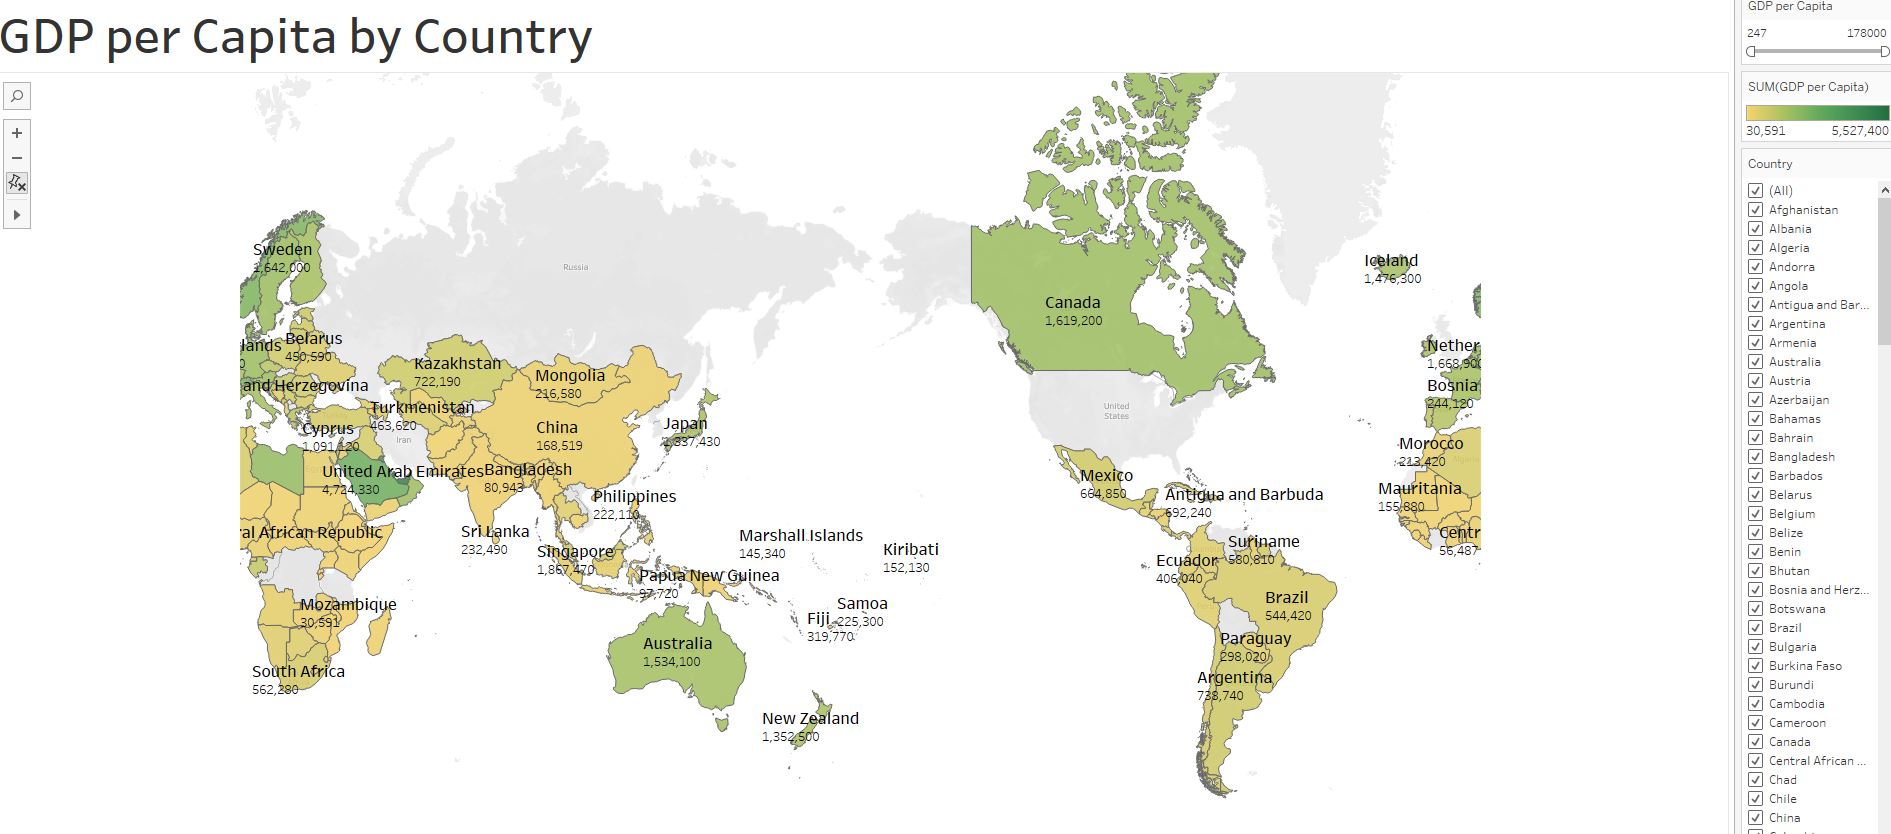 GDP per Capita by Country
GDP per Capita
247 178000
SUM(GDP per Capita)
30,591 5,527,400
Country
(All)
Afghanistan
Albania
Algeria
Andorra
Angola
Antigua and Bar...
Argentina
Armenia
Australia
Austria
Azerbaijan
Bahamas
Bahrain
Bangladesh
Barbados
Belarus
Belgium
Belize
Benin
Bhutan
Bosnia and Herz...
Botswana
Brazil
Bulgaria
Burkina Faso
Burundi
Cambodia
Cameroon
Canada
Central African ...
Chad
Chile
China
Sweden
1,642,000
Russia
lands
0
Belarus
450,590
and Herzegovina
Kazakhstan
722,190
Mongolia
216,580
Turkmenistan
463,620
Cyprus
1,091,120
Iran
China
168,519
Japan
1,337,430
United Arab Emirates
4,724,330
Bangladesh
80,943
Philippines
222,110
ral African Republic
Sri Lanka
232,490
Singapore
1,867,470
Marshall Islands
145,340
Kiribati
152,130
Papua New Guinea
97,720
Mozambique
30,591
Samoa
225,300
Fiji
319,770
South Africa
562,280
Australia
1,534,100
New Zealand
1,352,500
Canada
1,619,200
United
States
Mexico
664,850
Antigua and Barbuda
692,240
Suriname
580,810
Ecuador
406,040
Brazil
544,420
Paraguay
298,020
Argentina
738,740
Iceland
1,476,300
Nether
1,668,900
Bosnia
244,120
Morocco
213,420
Algeria
Mauritania
155,880
Centr
56,487